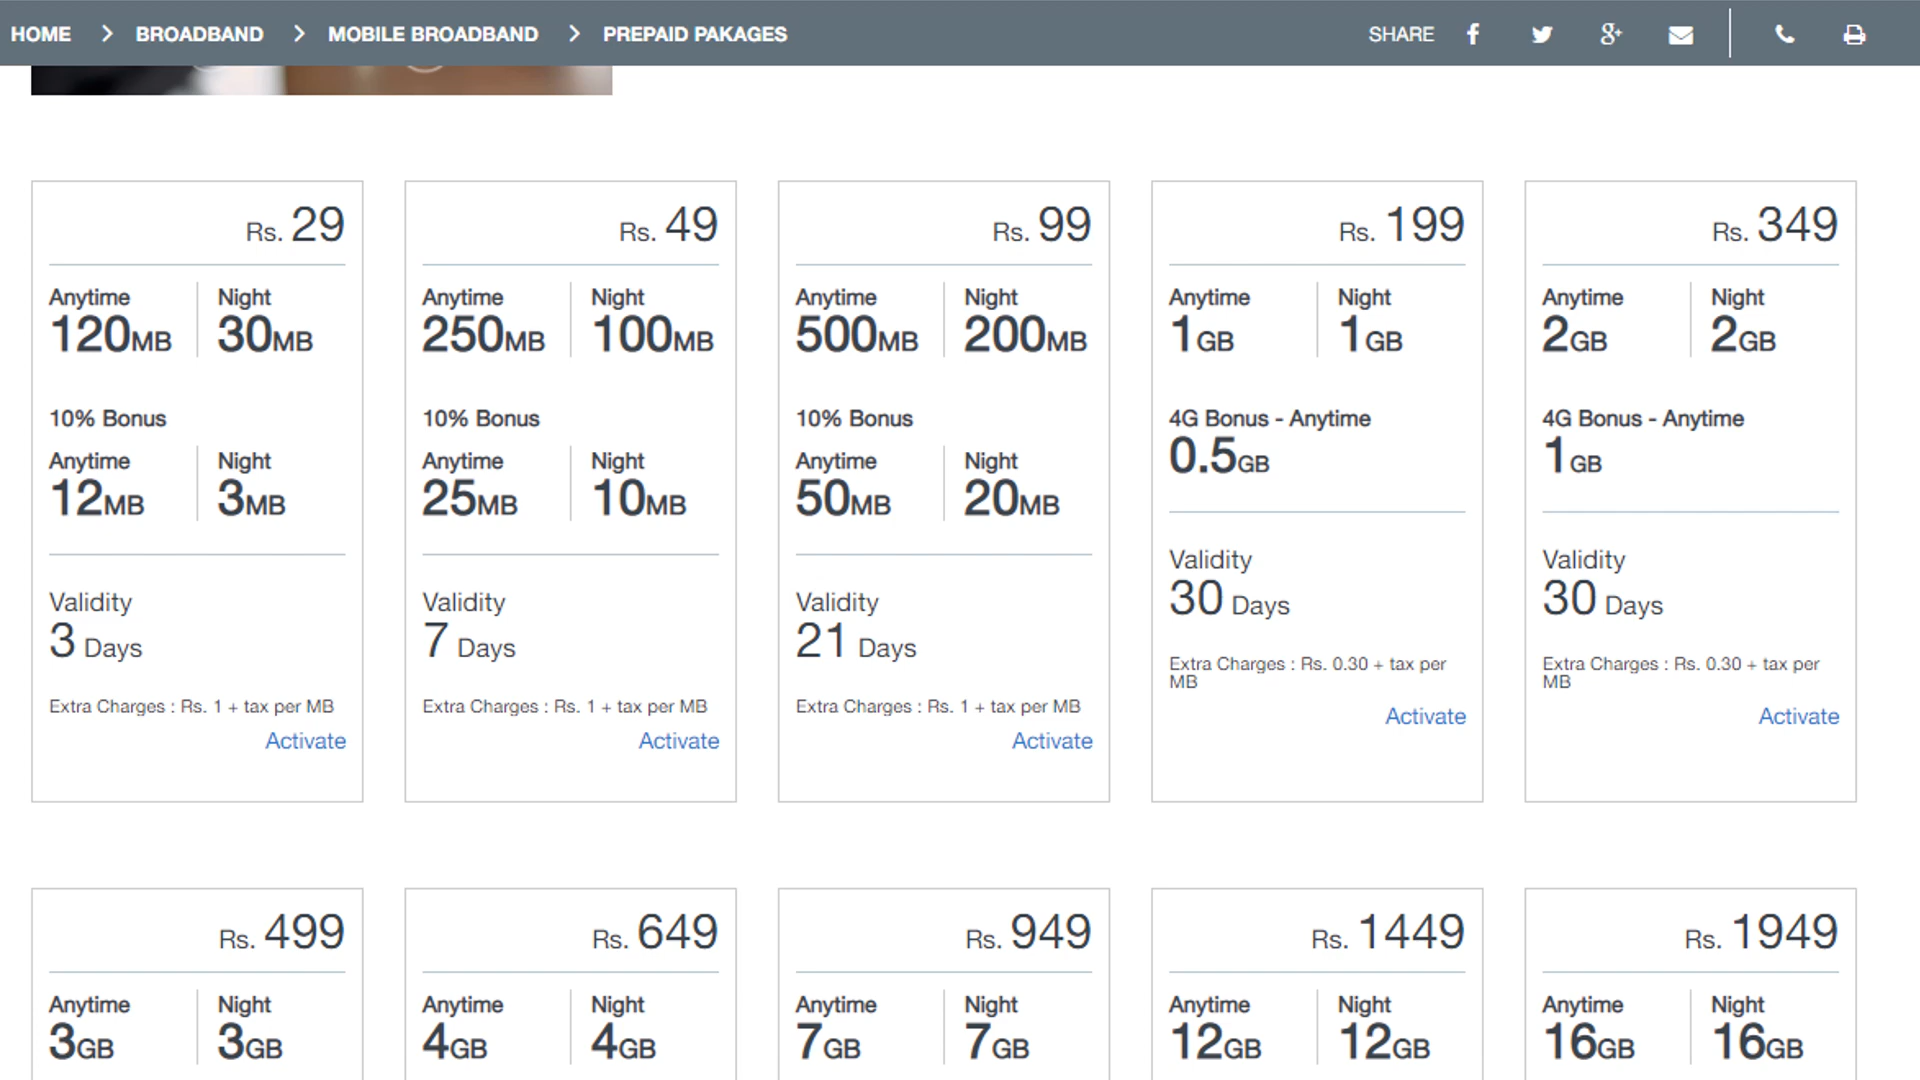 HOME > BROADBAND > MOBILE BROADBAND > PREPAID PAKAGES SHARE f g+
Rs. 29
Anytime Night
120MB 30MB
10% Bonus
Anytime Night
12MB 3MB
Validity
3 Days
Extra Charges : Rs. 1 + tax per MB
Activate
Rs. 49
Anytime Night
250MB 100MB
10% Bonus
Anytime Night
25MB 10MB
Validity
7 Days
Extra Charges : Rs. 1 + tax per MB
Activate
Rs. 99
Anytime Night
500MB 200MB
10% Bonus
Anytime Night
50MB 20MB
Validity
21 Days
Extra Charges : Rs. 1 + tax per MB
Activate
Rs. 199
Anytime Night
1GB 1GB
4G Bonus - Anytime
0.5GB
Validity
30 Days
Extra Charges : Rs. 0.30 + tax per
MB
Activate
Rs. 349
Anytime Night
2GB 2GB
4G Bonus - Anytime
1GB
Validity
30 Days
Extra Charges : Rs. 0.30 + tax per
MB
Activate
Rs. 499
Anytime Night
3GB 3GB
Rs. 649
Anytime Night
4GB 4GB
Rs. 949
Anytime Night
7GB 7GB
Rs. 1449
Anytime Night
12GB 12GB
Rs. 1949
Anytime Night
16GB 16GB